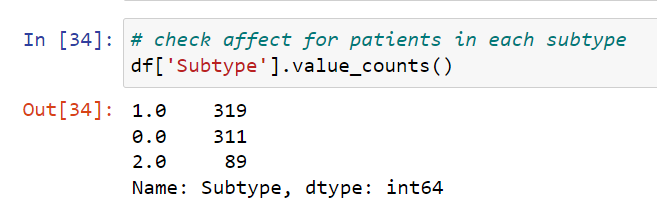 In [34]: # check affect for patients in each subtype
df['Subtype'].value_counts()
Out[34]: 1.0    319
0.0    311
2.0     89
Name: Subtype, dtype: int64